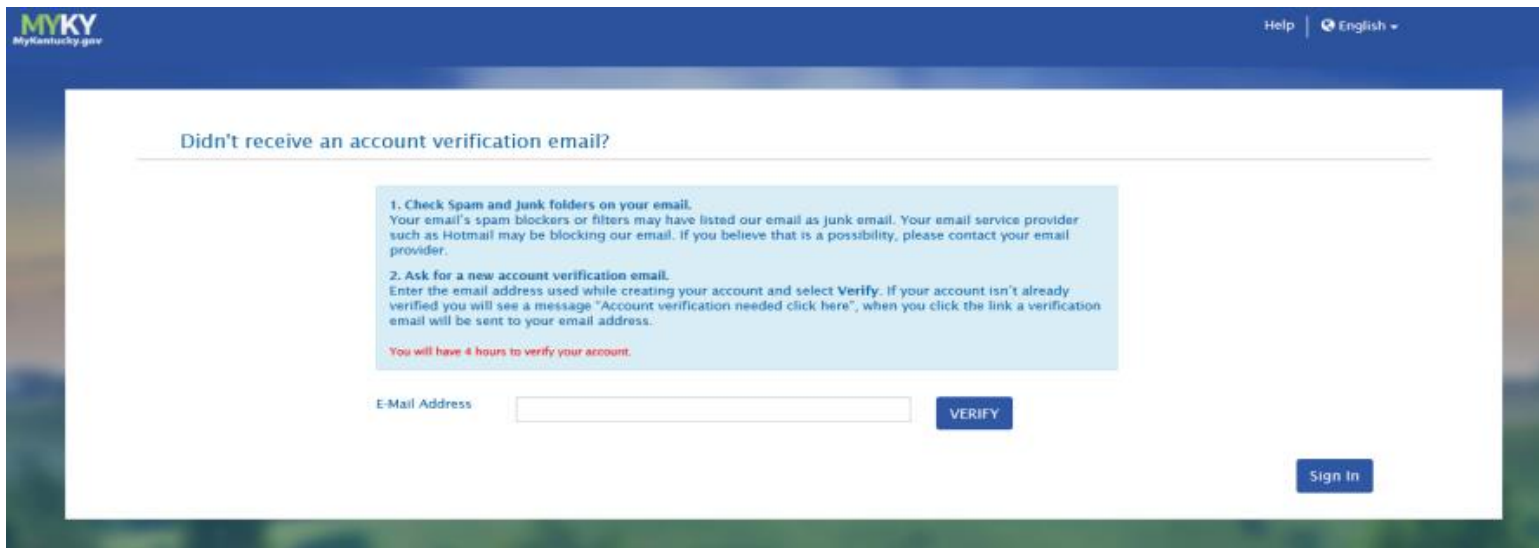 MYKY
MyKentucky.gov
Help
English
Didn't receive an account verification email?
1. Check Spam and Junk folders on your email.
Your email's spam blockers or filters may have listed our email as junk email. Your email service provider
such as Hotmail may be blocking our email. If you believe that is a possibility, please contact your email
provider.
2. Ask for a new account verification email.
Enter the email address used while creating your account and select Verify. If your account isn't already
verified you will see a message "Account verification needed click here", when you click the link a verification
email will be sent to your email address.
You will have 4 hours to verify your account.
E-Mail Address
VERIFY
Sign In